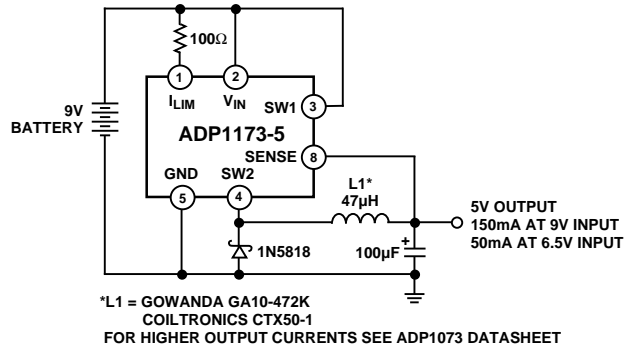 100Ω
1
2
I_LIM
V_IN
SW1
3
9V
BATTERY
ADP1173-5
SENSE
8
GND
SW2
5
4
L1*
47µH
5V OUTPUT
150mA AT 9V INPUT
50mA AT 6.5V INPUT
1N5818
100µF
+
*L1 = GOWANDA GA10-472K
COILTRONICS CTX50-1
FOR HIGHER OUTPUT CURRENTS SEE ADP1073 DATASHEET